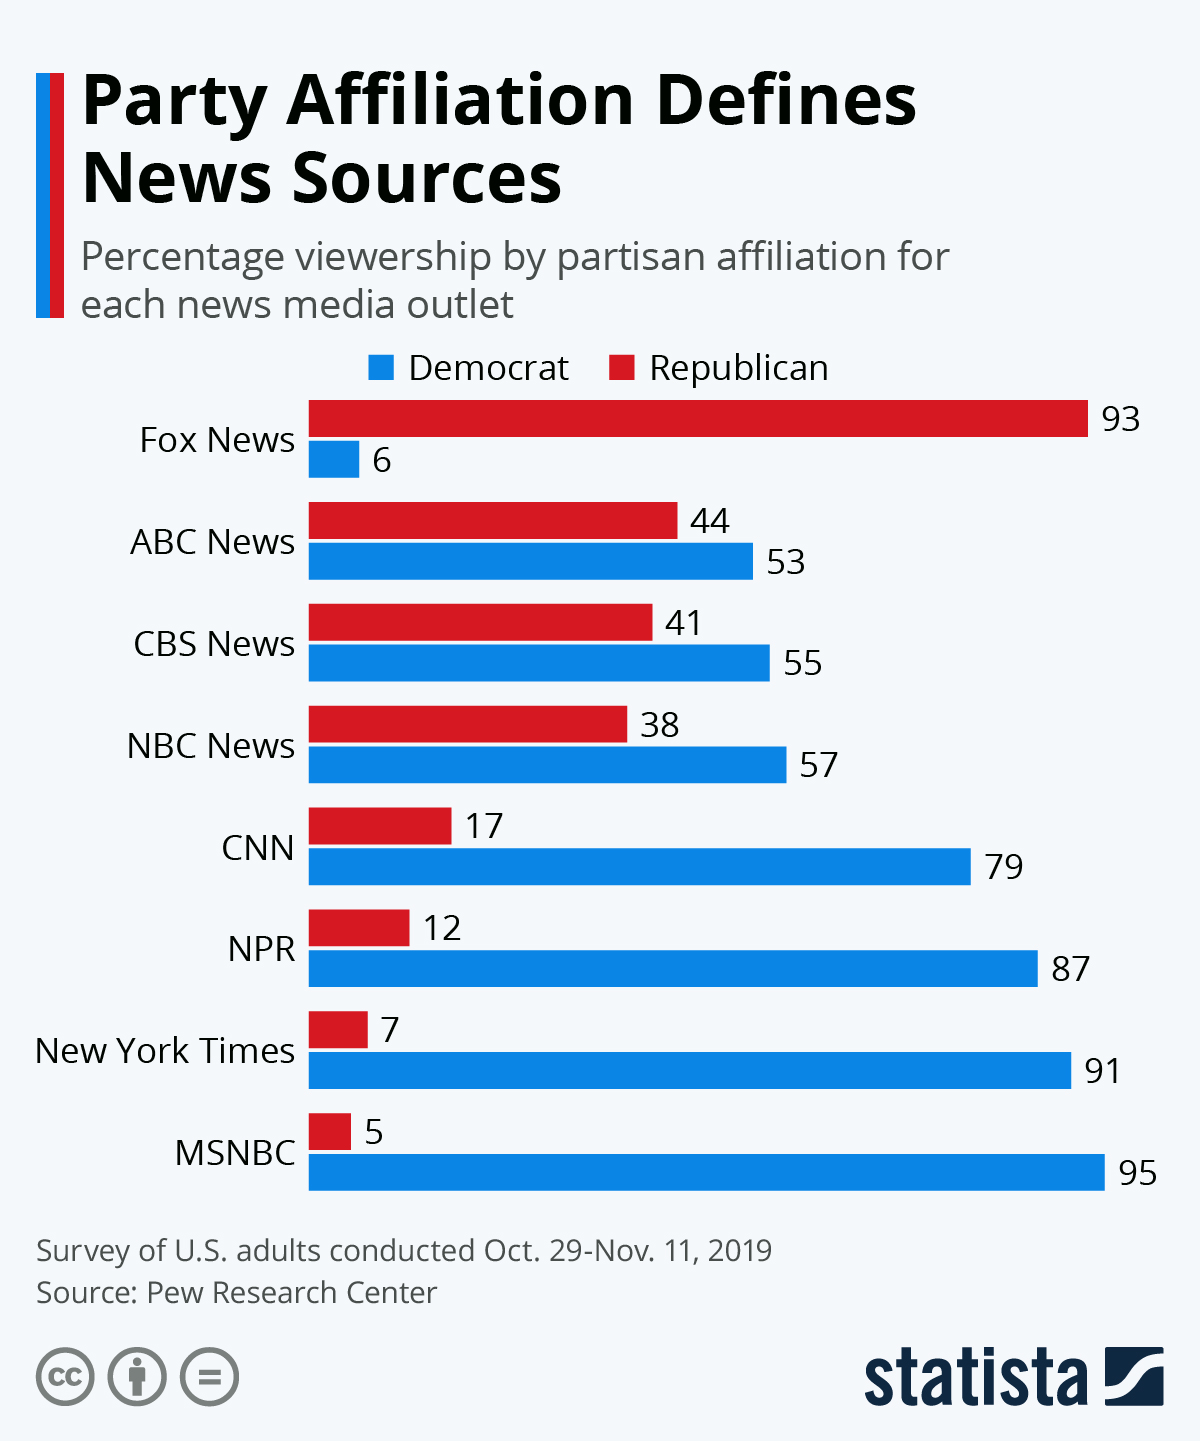 Party Affiliation Defines
News Sources
Percentage viewership by partisan affiliation for
each news media outlet
Democrat Republican
Fox News 93
6
ABC News 44
53
CBS News 41
55
NBC News 38
57
CNN 17
79
NPR 12
87
New York Times 7
91
MSNBC 5
95
Survey of U.S. adults conducted Oct. 29-Nov. 11, 2019
Source: Pew Research Center
cc
statista